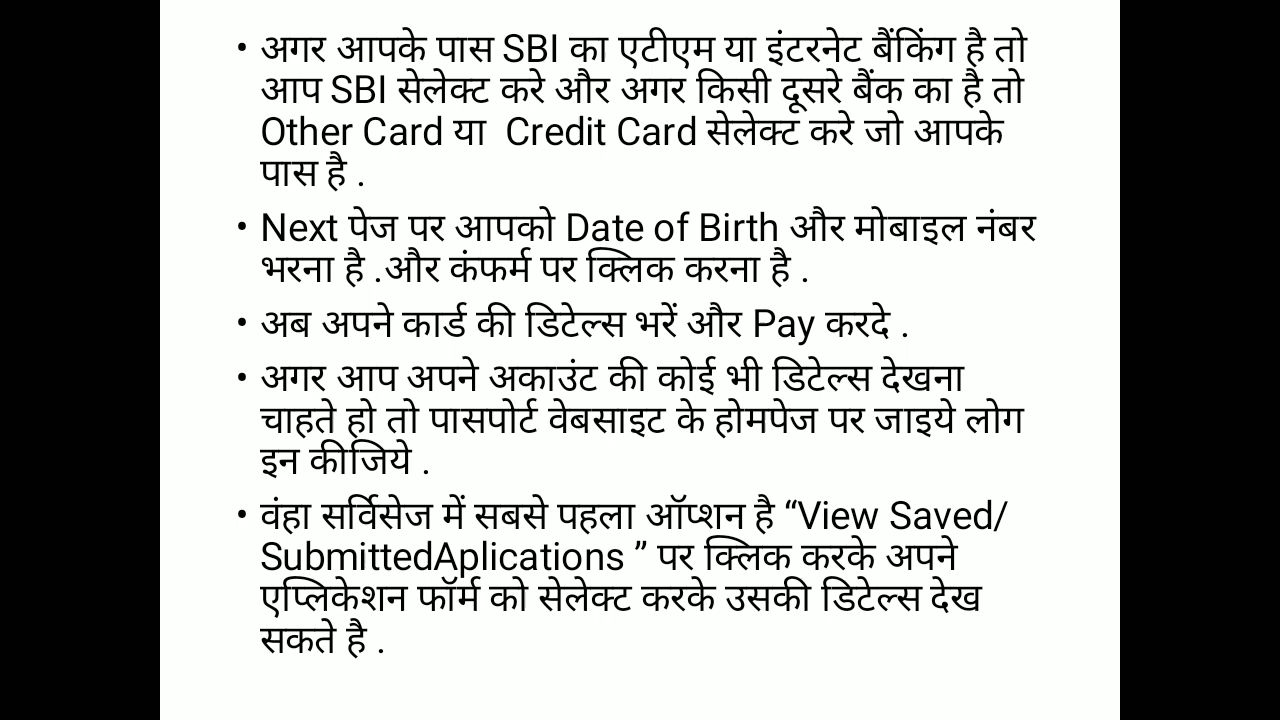 • अगर आपके पास SBI का एटीएम या इंटरनेट बैंकिंग है तो
आप SBI सेलेक्ट करे और अगर किसी दूसरे बैंक का है तो
Other Card या  Credit Card सेलेक्ट करे जो आपके
पास है .
• Next पेज पर आपको Date of Birth और मोबाइल नंबर
भरना है .और कंफर्म पर क्लिक करना है .
• अब अपने कार्ड की डिटेल्स भरें और Pay करदे .
• अगर आप अपने अकाउंट की कोई भी डिटेल्स देखना
चाहते हो तो पासपोर्ट वेबसाइट के होमपेज पर जाइये लोग
इन कीजिये .
• वंहा सर्विसेज में सबसे पहला ऑप्शन है “View Saved/
SubmittedAplications ” पर क्लिक करके अपने
एप्लिकेशन फॉर्म को सेलेक्ट करके उसकी डिटेल्स देख
सकते है .